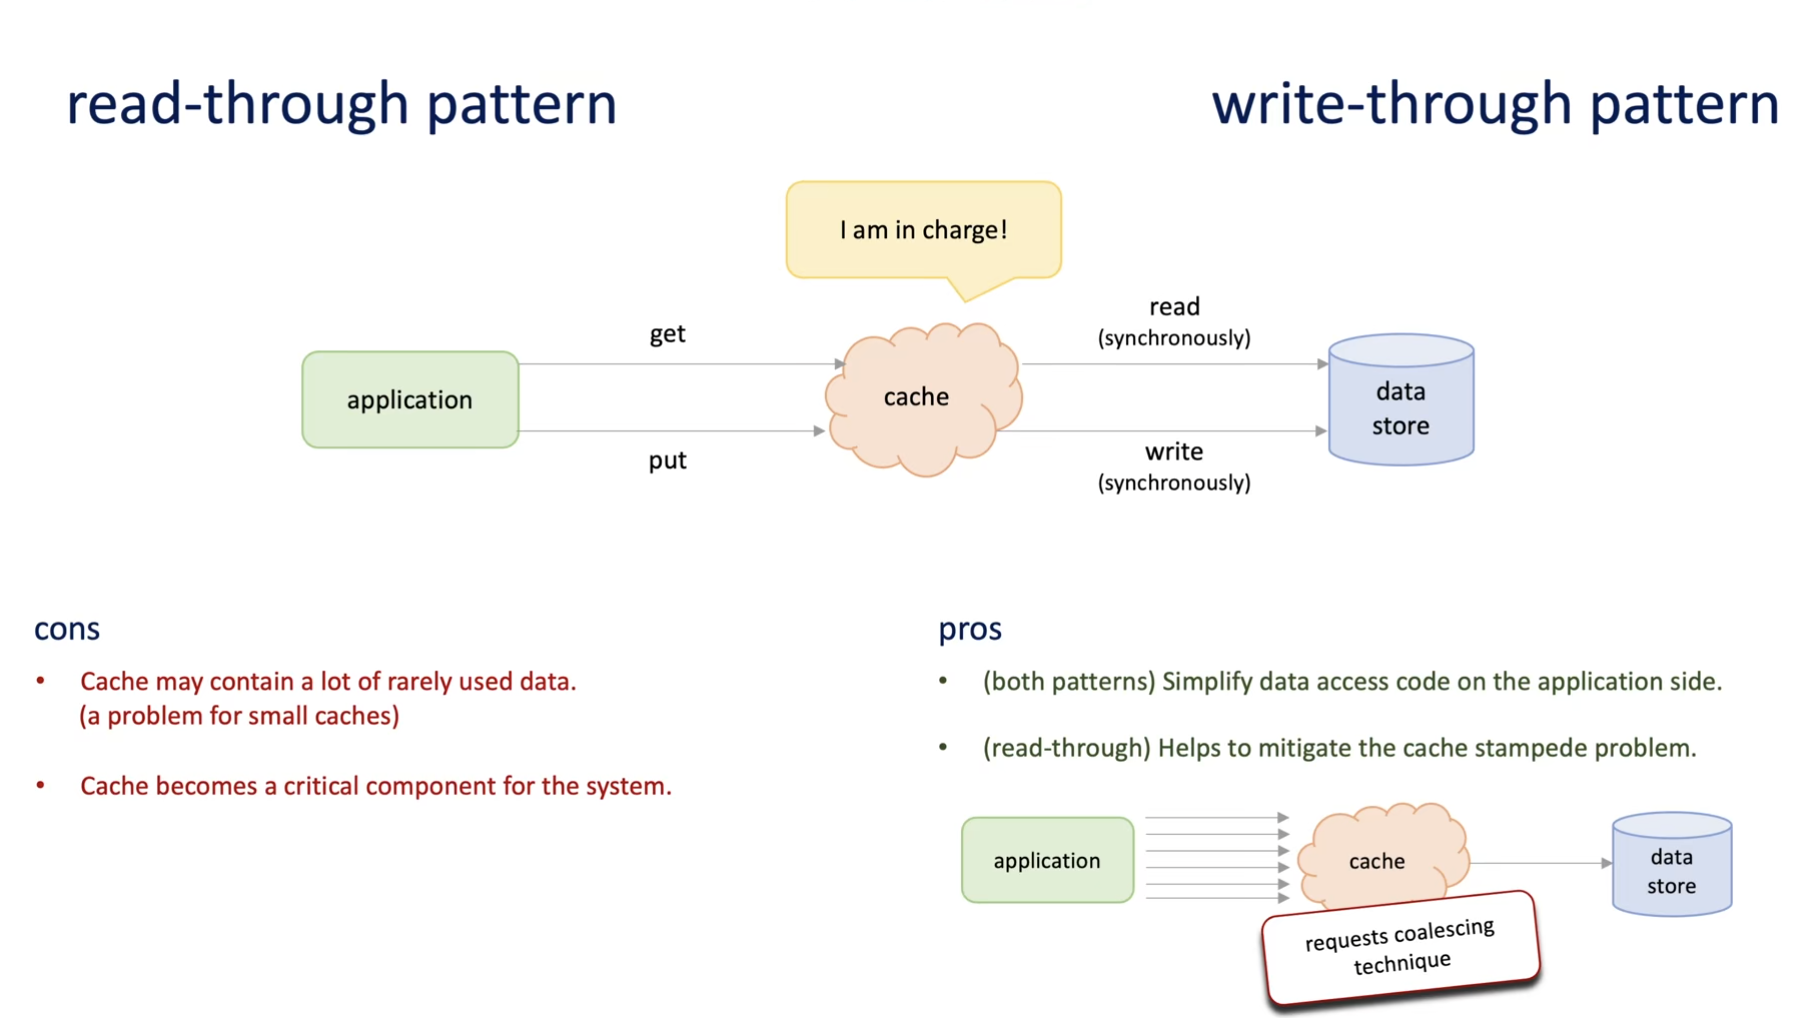 read-through pattern
write-through pattern
I am in charge!
get
read
(synchronously)
application
cache
data
store
put
write
(synchronously)
cons
• Cache may contain a lot of rarely used data.
(a problem for small caches)
• Cache becomes a critical component for the system.
pros
• (both patterns) Simplify data access code on the application side.
• (read-through) Helps to mitigate the cache stampede problem.
application
cache
data
store
requests coalescing
technique